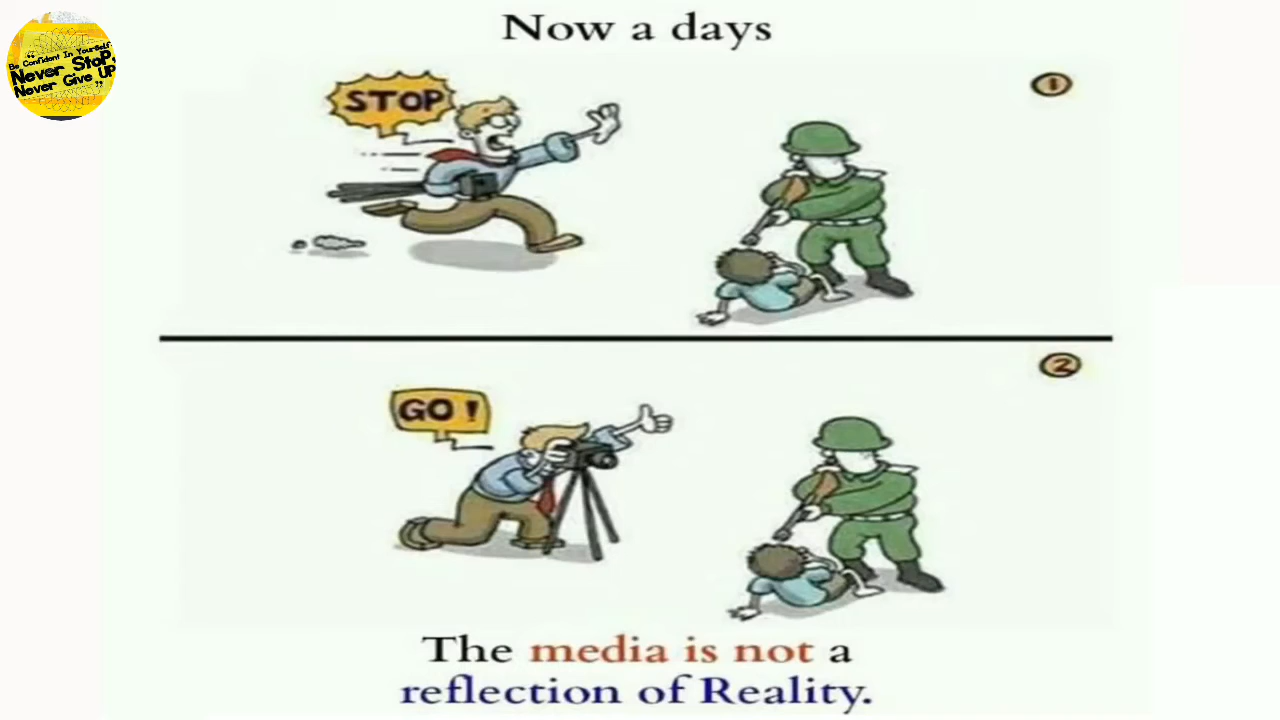 Now a days
“
Be Confident In Yourself
Never Stop,
Never Give UP
”
STOP
1
GO !
2
The media is not a
reflection of Reality.